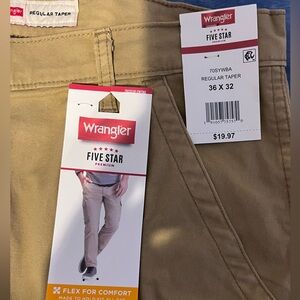 REGULAR TAPER
Wrangler
FIVE STAR
PREMIUM
70SYWBA
REGULAR TAPER
36 X 32
$19.97
Wrangler
FIVE STAR
PREMIUM
FLEX FOR COMFORT